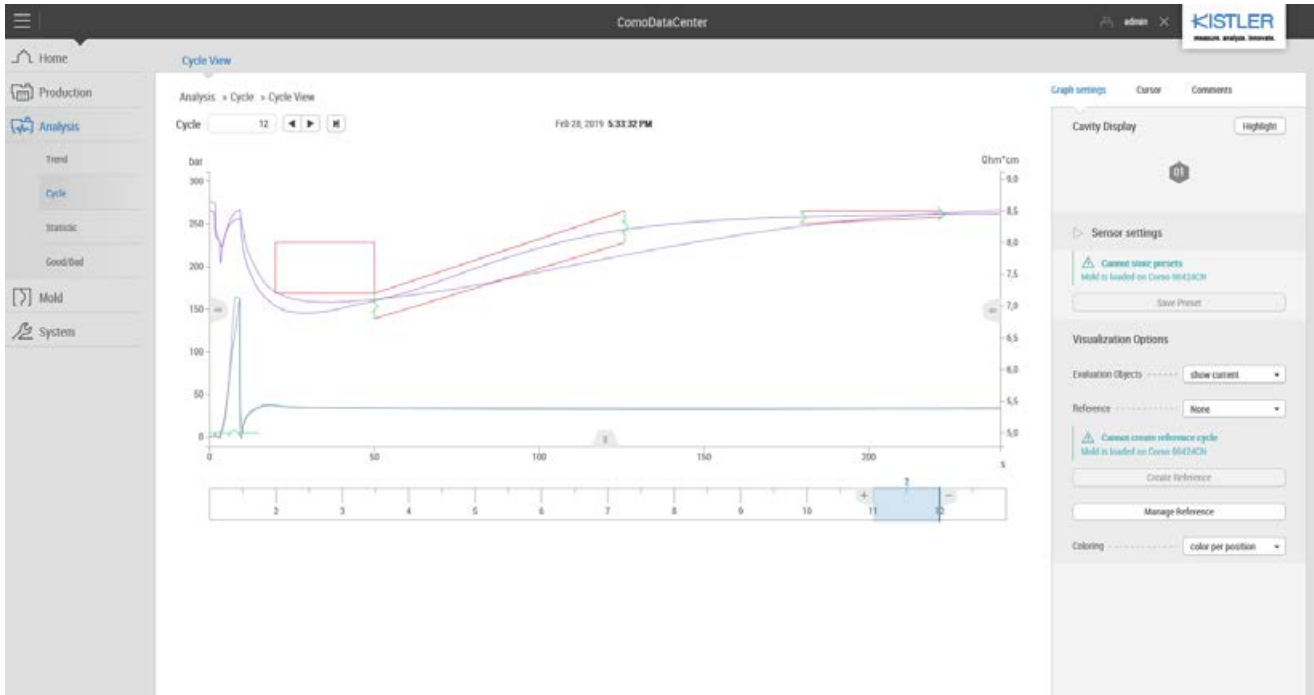 ComoDataCenter
admin
KISTLER
measure. analyze. innovate.
Home
Production
Analysis
Trend
Cycle
Statistic
Good/Bad
Mold
System
Cycle View
Analysis » Cycle » Cycle View
Cycle 12
Feb 28, 2019 5:33:32 PM
bar
300
250
200
150
100
50
0
Ohm*cm
9,0
8,5
8,0
7,5
7,0
6,5
6,0
5,5
5,0
0 50 100 150 200
s
2
2 3 4 5 6 7 8 9 10 11 12
Graph settings Cursor Comments
Cavity Display Highlight
01
Sensor settings
Cannot store presets
Mold is loaded on Como
Save Preset
Visualization Options
Evaluation Objects show current
Reference None
Cannot create reference cycle
Mold is loaded on Como
Create Reference
Manage Reference
Coloring color per position